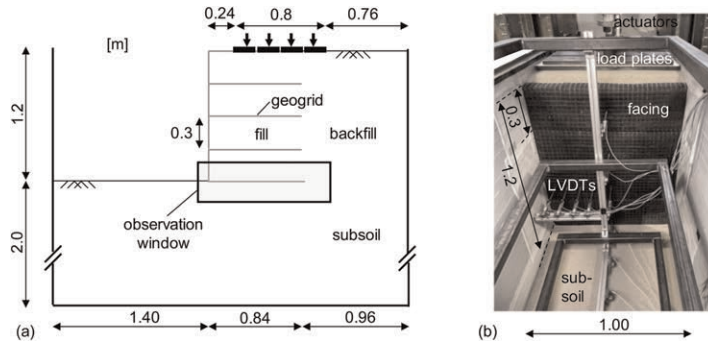 0.24 0.8 0.76
[m]
1.2
geogrid
0.3
fill
backfill
observation
window
2.0
subsoil
(a)
1.40 0.84 0.96
actuators
load plates
0.3
facing
1.2
LVDTs
sub-
soil
(b)
1.00